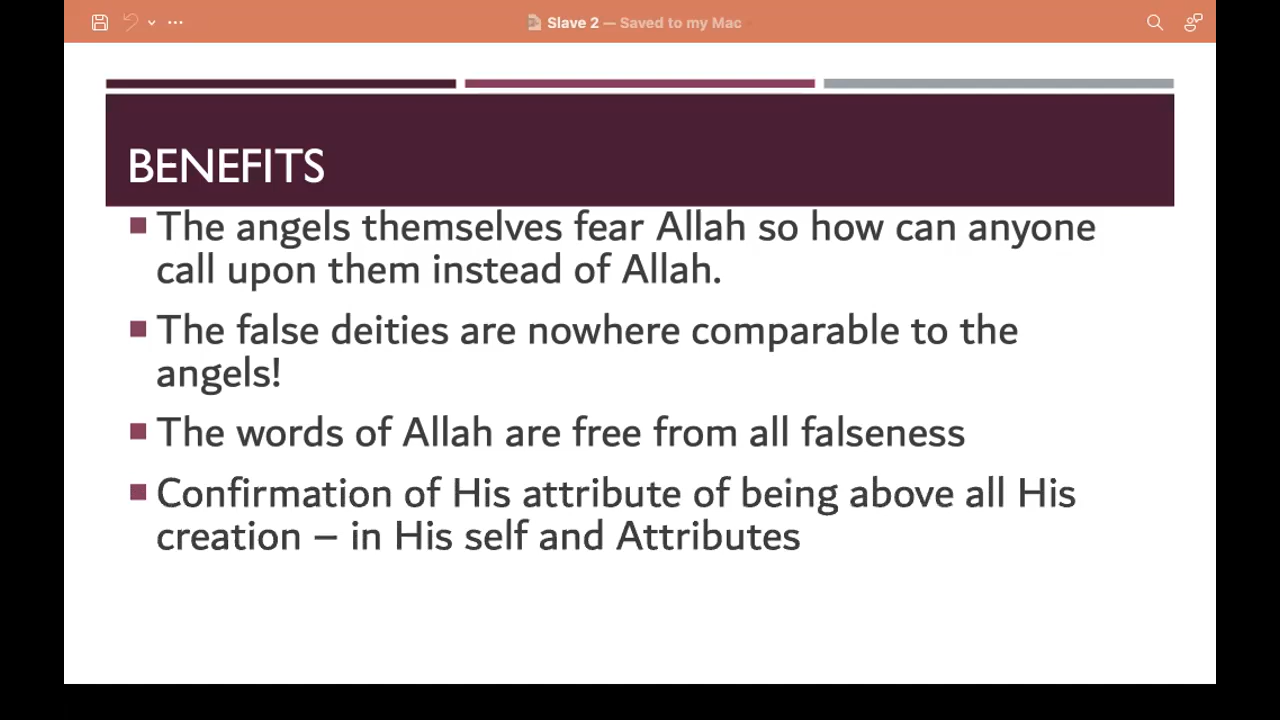 Slave 2 — Saved to my Mac
BENEFITS
The angels themselves fear Allah so how can anyone
call upon them instead of Allah.
The false deities are nowhere comparable to the
angels!
The words of Allah are free from all falseness
Confirmation of His attribute of being above all His
creation – in His self and Attributes